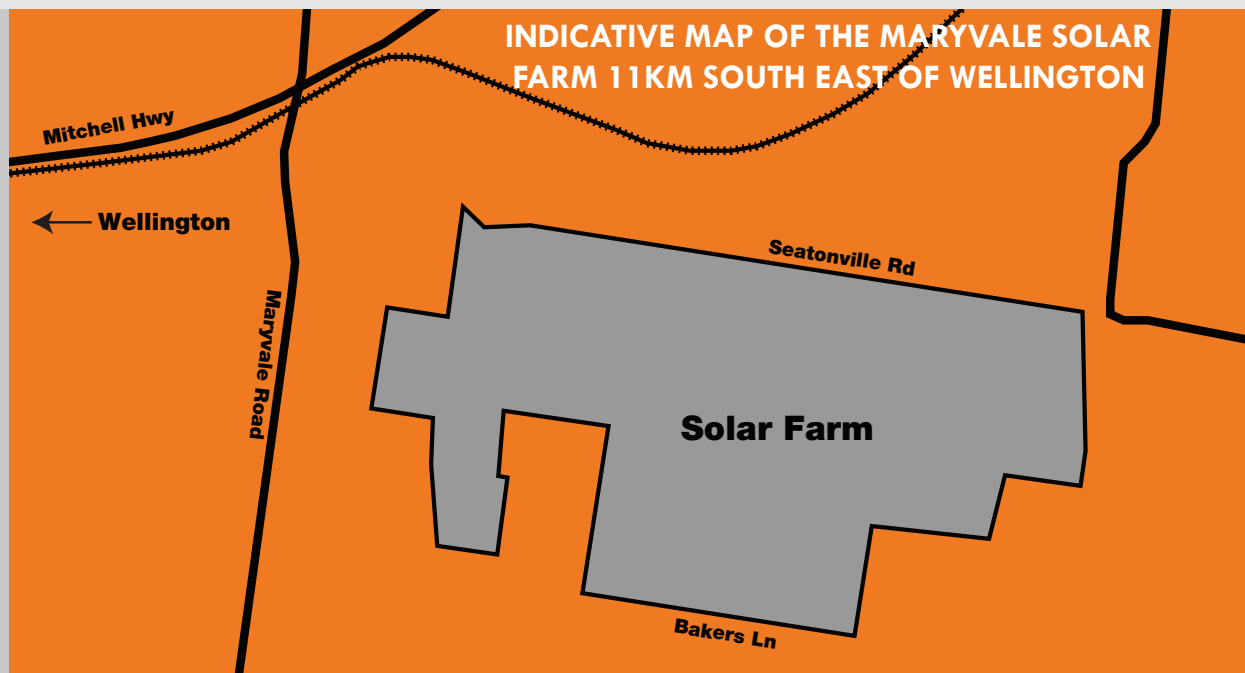 INDICATIVE MAP OF THE MARYVALE SOLAR
FARM 11KM SOUTH EAST OF WELLINGTON
Mitchell Hwy
Wellington
Seatonville Rd
Maryvale Road
Solar Farm
Bakers Ln